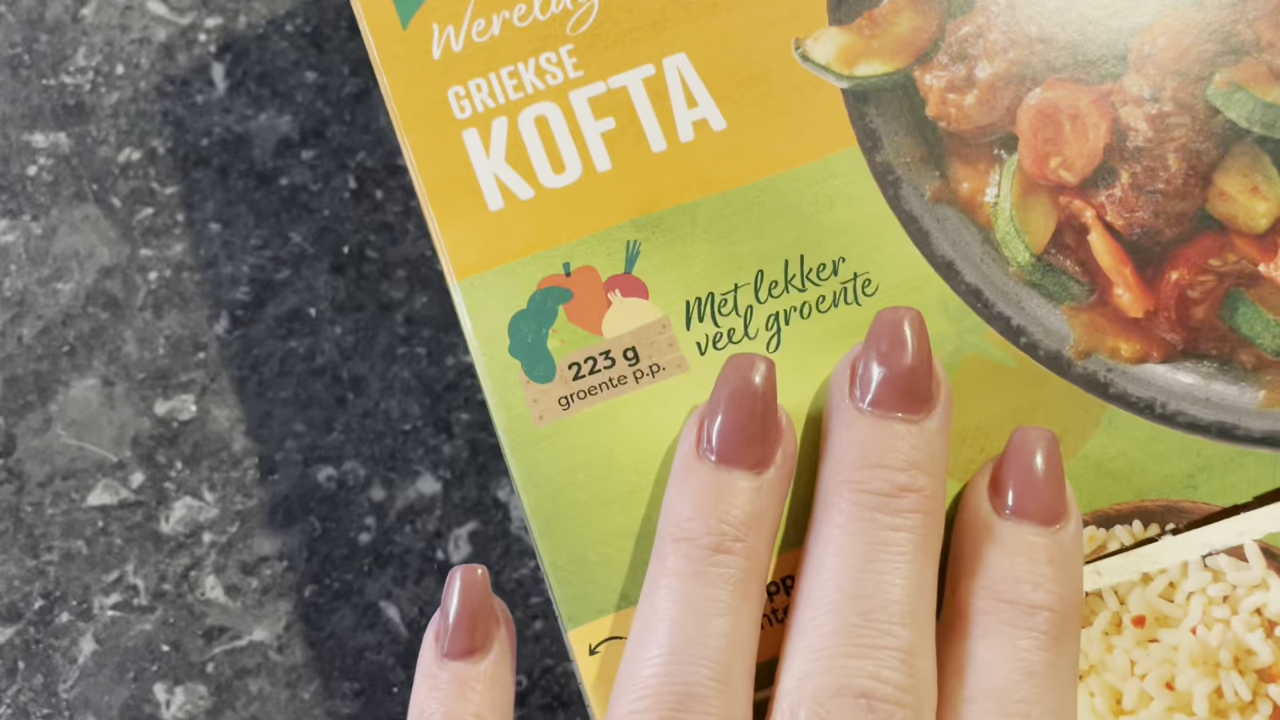 GRIEKSE
KOFTA
Met lekker
veel groente
223 g
groente p.p.